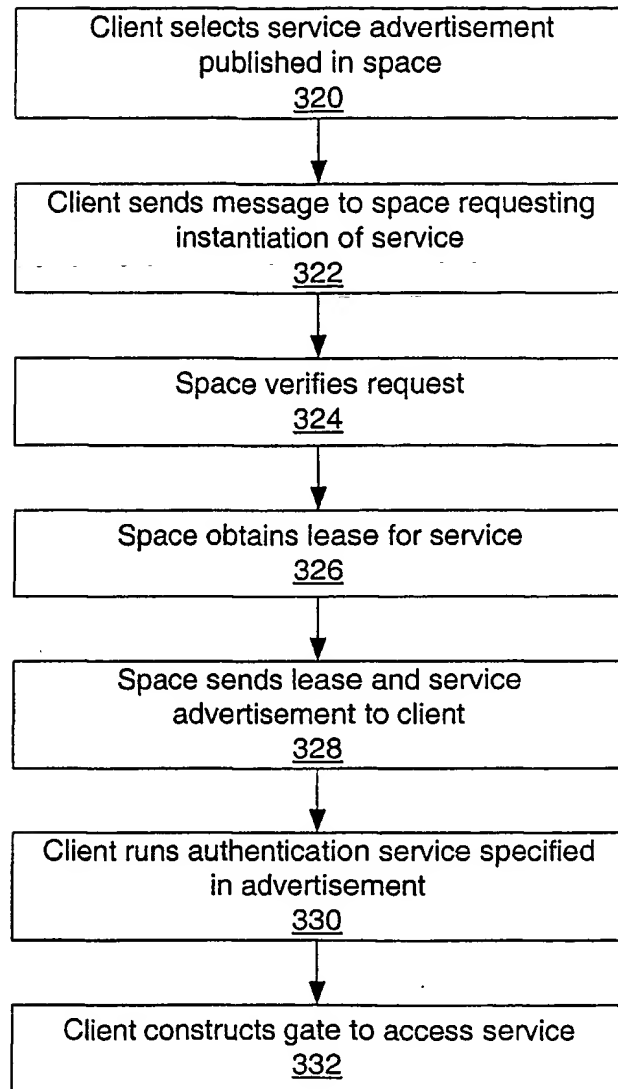 Client selects service advertisement
published in space
320
Client sends message to space requesting
instantiation of service
322
Space verifies request
324
Space obtains lease for service
326
Space sends lease and service
advertisement to client
328
Client runs authentication service specified
in advertisement
330
Client constructs gate to access service
332